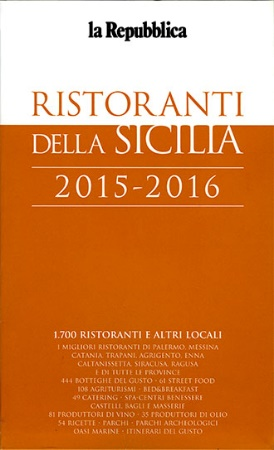 la Repubblica
RISTORANTI
DELLA SICILIA
2015-2016
1.700 RISTORANTI E ALTRI LOCALI
I MIGLIORI RISTORANTI DI PALERMO, MESSINA
CATANIA, TRAPANI, AGRIGENTO, ENNA
CALTANISSETTA, SIRACUSA, RAGUSA
E DI TUTTE LE PROVINCE
444 BOTTEGHE DEL GUSTO - 61 STREET FOOD
108 AGRITURISMI - BED&BREAKFAST
49 CATERING - SPA-CENTRI BENESSERE
CASTELLI, BAGLI E MASSERIE
81 PRODUTTORI DI VINO - 35 PRODUTTORI DI OLIO
54 RICETTE - PARCHI - PARCHI ARCHEOLOGICI
OASI MARINE - ITINERARI DEL GUSTO